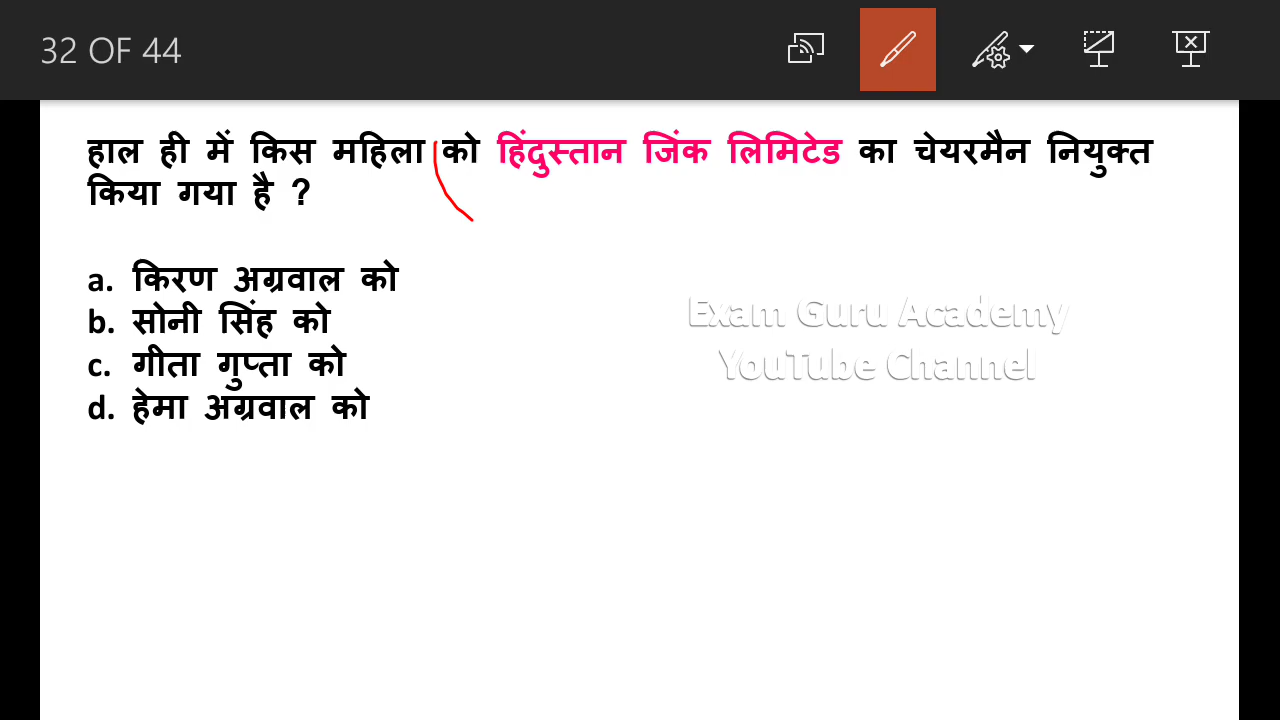 32 OF 44
हाल ही में किस महिला को हिंदुस्तान जिंक लिमिटेड का चेयरमैन नियुक्त
किया गया है ?
a. किरण अग्रवाल को
b. सोनी सिंह को
c. गीता गुप्ता को
d. हेमा अग्रवाल को
Exam Guru Academy
YouTube Channel